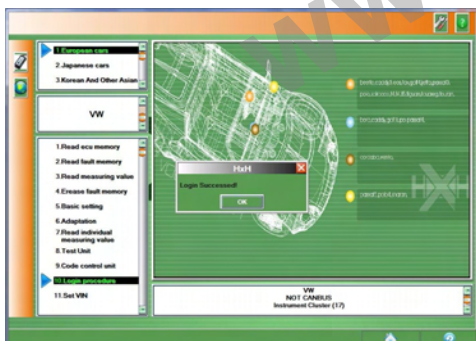 WW
1.European cars
2.Japanese cars
3.Korean And Other Asian
VW
1.Read ecu memory
2.Read fault memory
3.Read measuring value
4.Erease fault memory
5.Basic setting
6.Adaptation
7.Read individual
measuring value
8.Test Unit
9.Code control unit
10.Login procedure
11.Set VIN
HxH
Login Successed!
OK
VW
NOT CANBUS
Instrument Cluster (17)